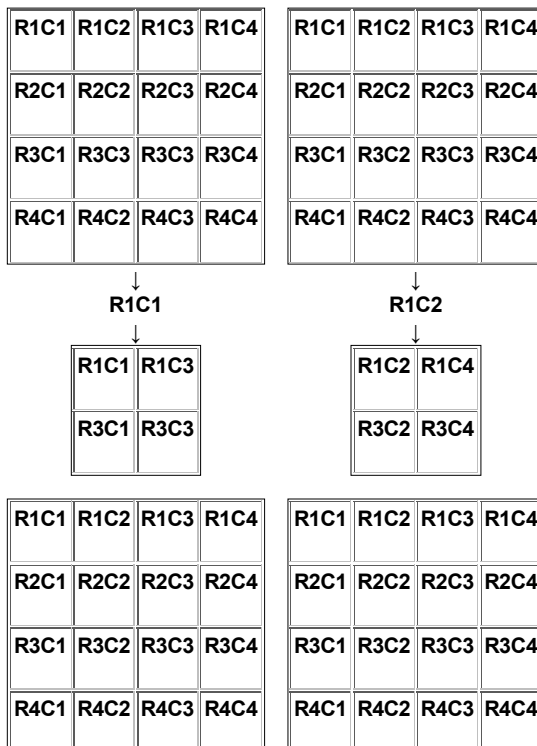 R1C1 R1C2 R1C3 R1C4 R1C1 R1C2 R1C3 R1C4
R2C1 R2C2 R2C3 R2C4 R2C1 R2C2 R2C3 R2C4
R3C1 R3C3 R3C3 R3C4 R3C1 R3C2 R3C3 R3C4
R4C1 R4C2 R4C3 R4C4 R4C1 R4C2 R4C3 R4C4
↓ ↓
R1C1 R1C2
↓ ↓
R1C1 R1C3 R1C2 R1C4
R3C1 R3C3 R3C2 R3C4
R1C1 R1C2 R1C3 R1C4 R1C1 R1C2 R1C3 R1C4
R2C1 R2C2 R2C3 R2C4 R2C1 R2C2 R2C3 R2C4
R3C1 R3C2 R3C3 R3C4 R3C1 R3C2 R3C3 R3C4
R4C1 R4C2 R4C3 R4C4 R4C1 R4C2 R4C3 R4C4